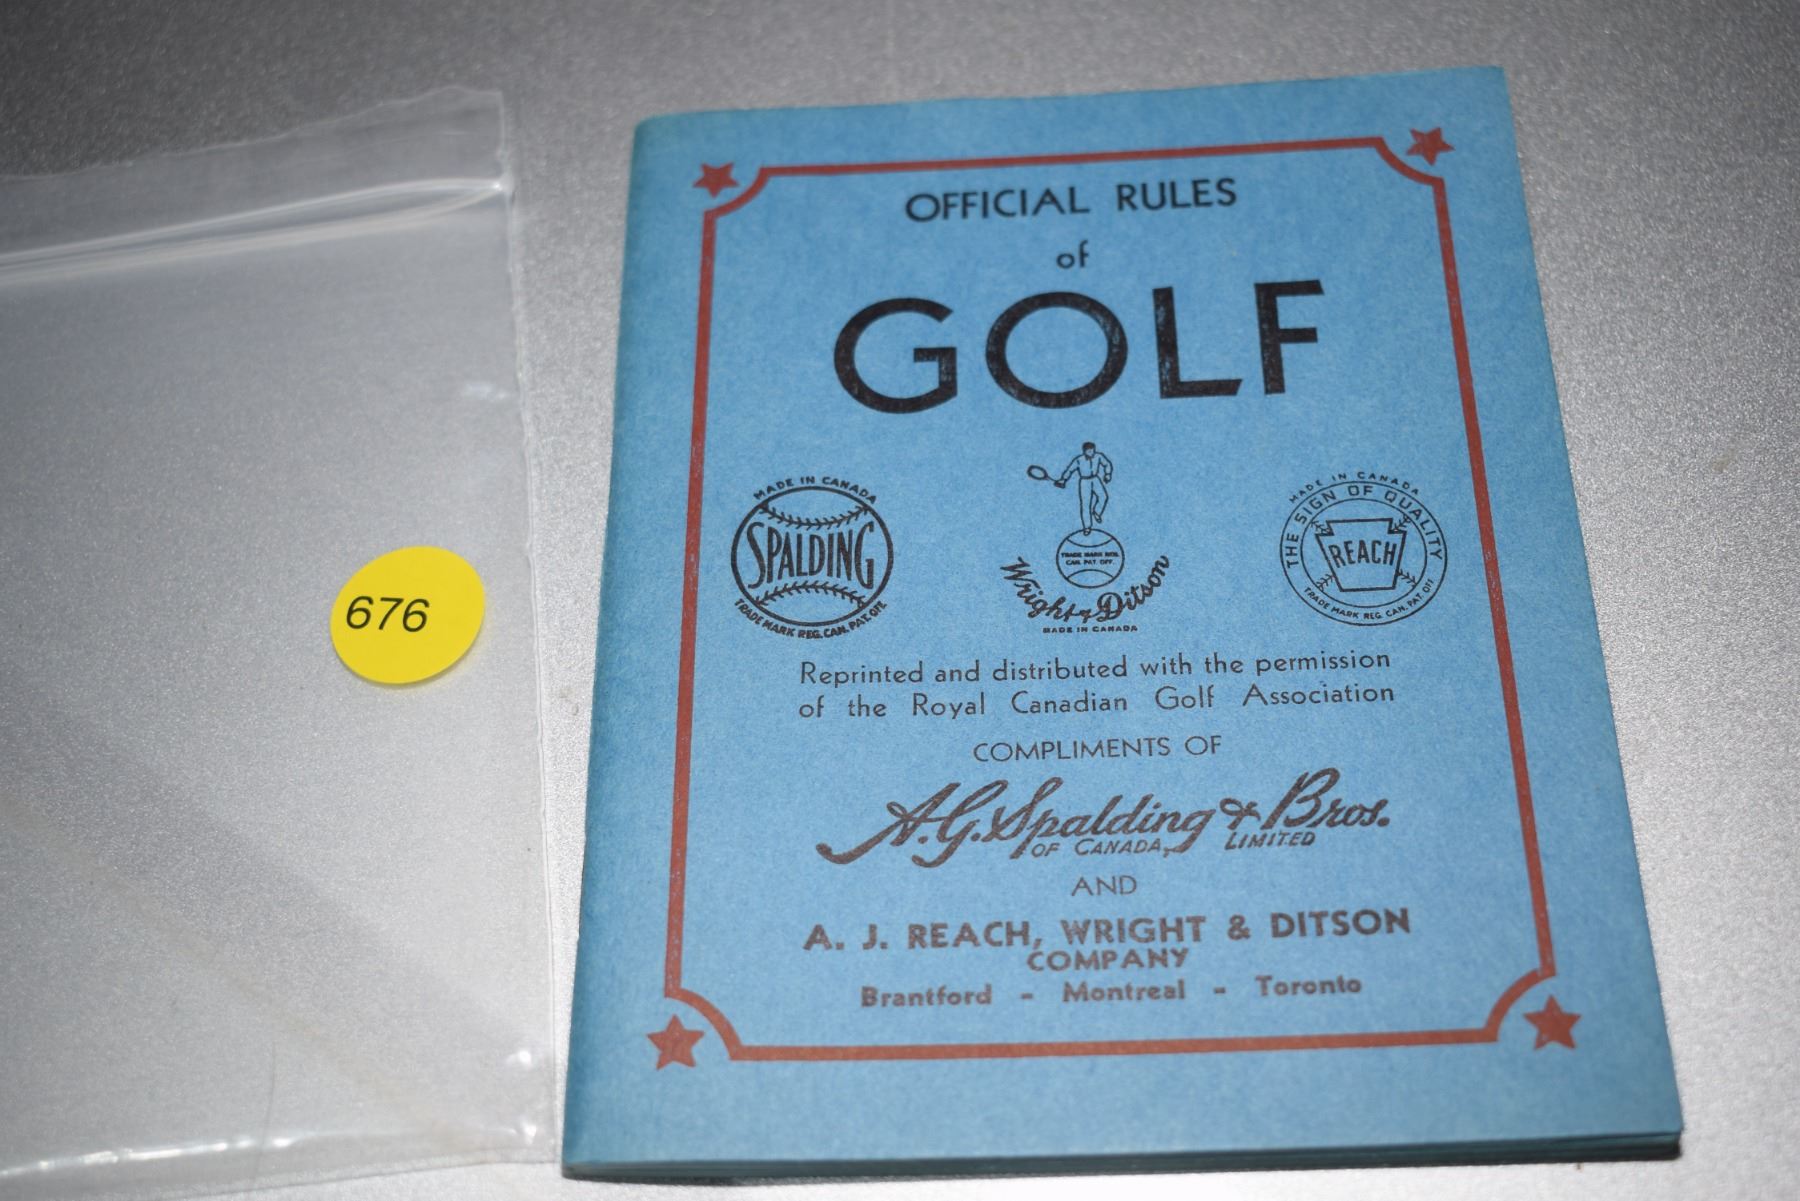 676
OFFICIAL RULES
of
GOLF
MADE IN CANADA
SPALDING
TRADE MARK REG. CAN. PAT. OFF.
TRADE MARK REG.
CAN. PAT. OFF.
Wright & Ditson
MADE IN CANADA
MADE IN CANADA
THE SIGN OF QUALITY
REACH
TRADE MARK REG. CAN. PAT. OFF.
Reprinted and distributed with the permission
of the Royal Canadian Golf Association
COMPLIMENTS OF
A.G. Spalding & Bros.
OF CANADA, LIMITED
AND
A. J. REACH, WRIGHT & DITSON
COMPANY
Brantford - Montreal - Toronto